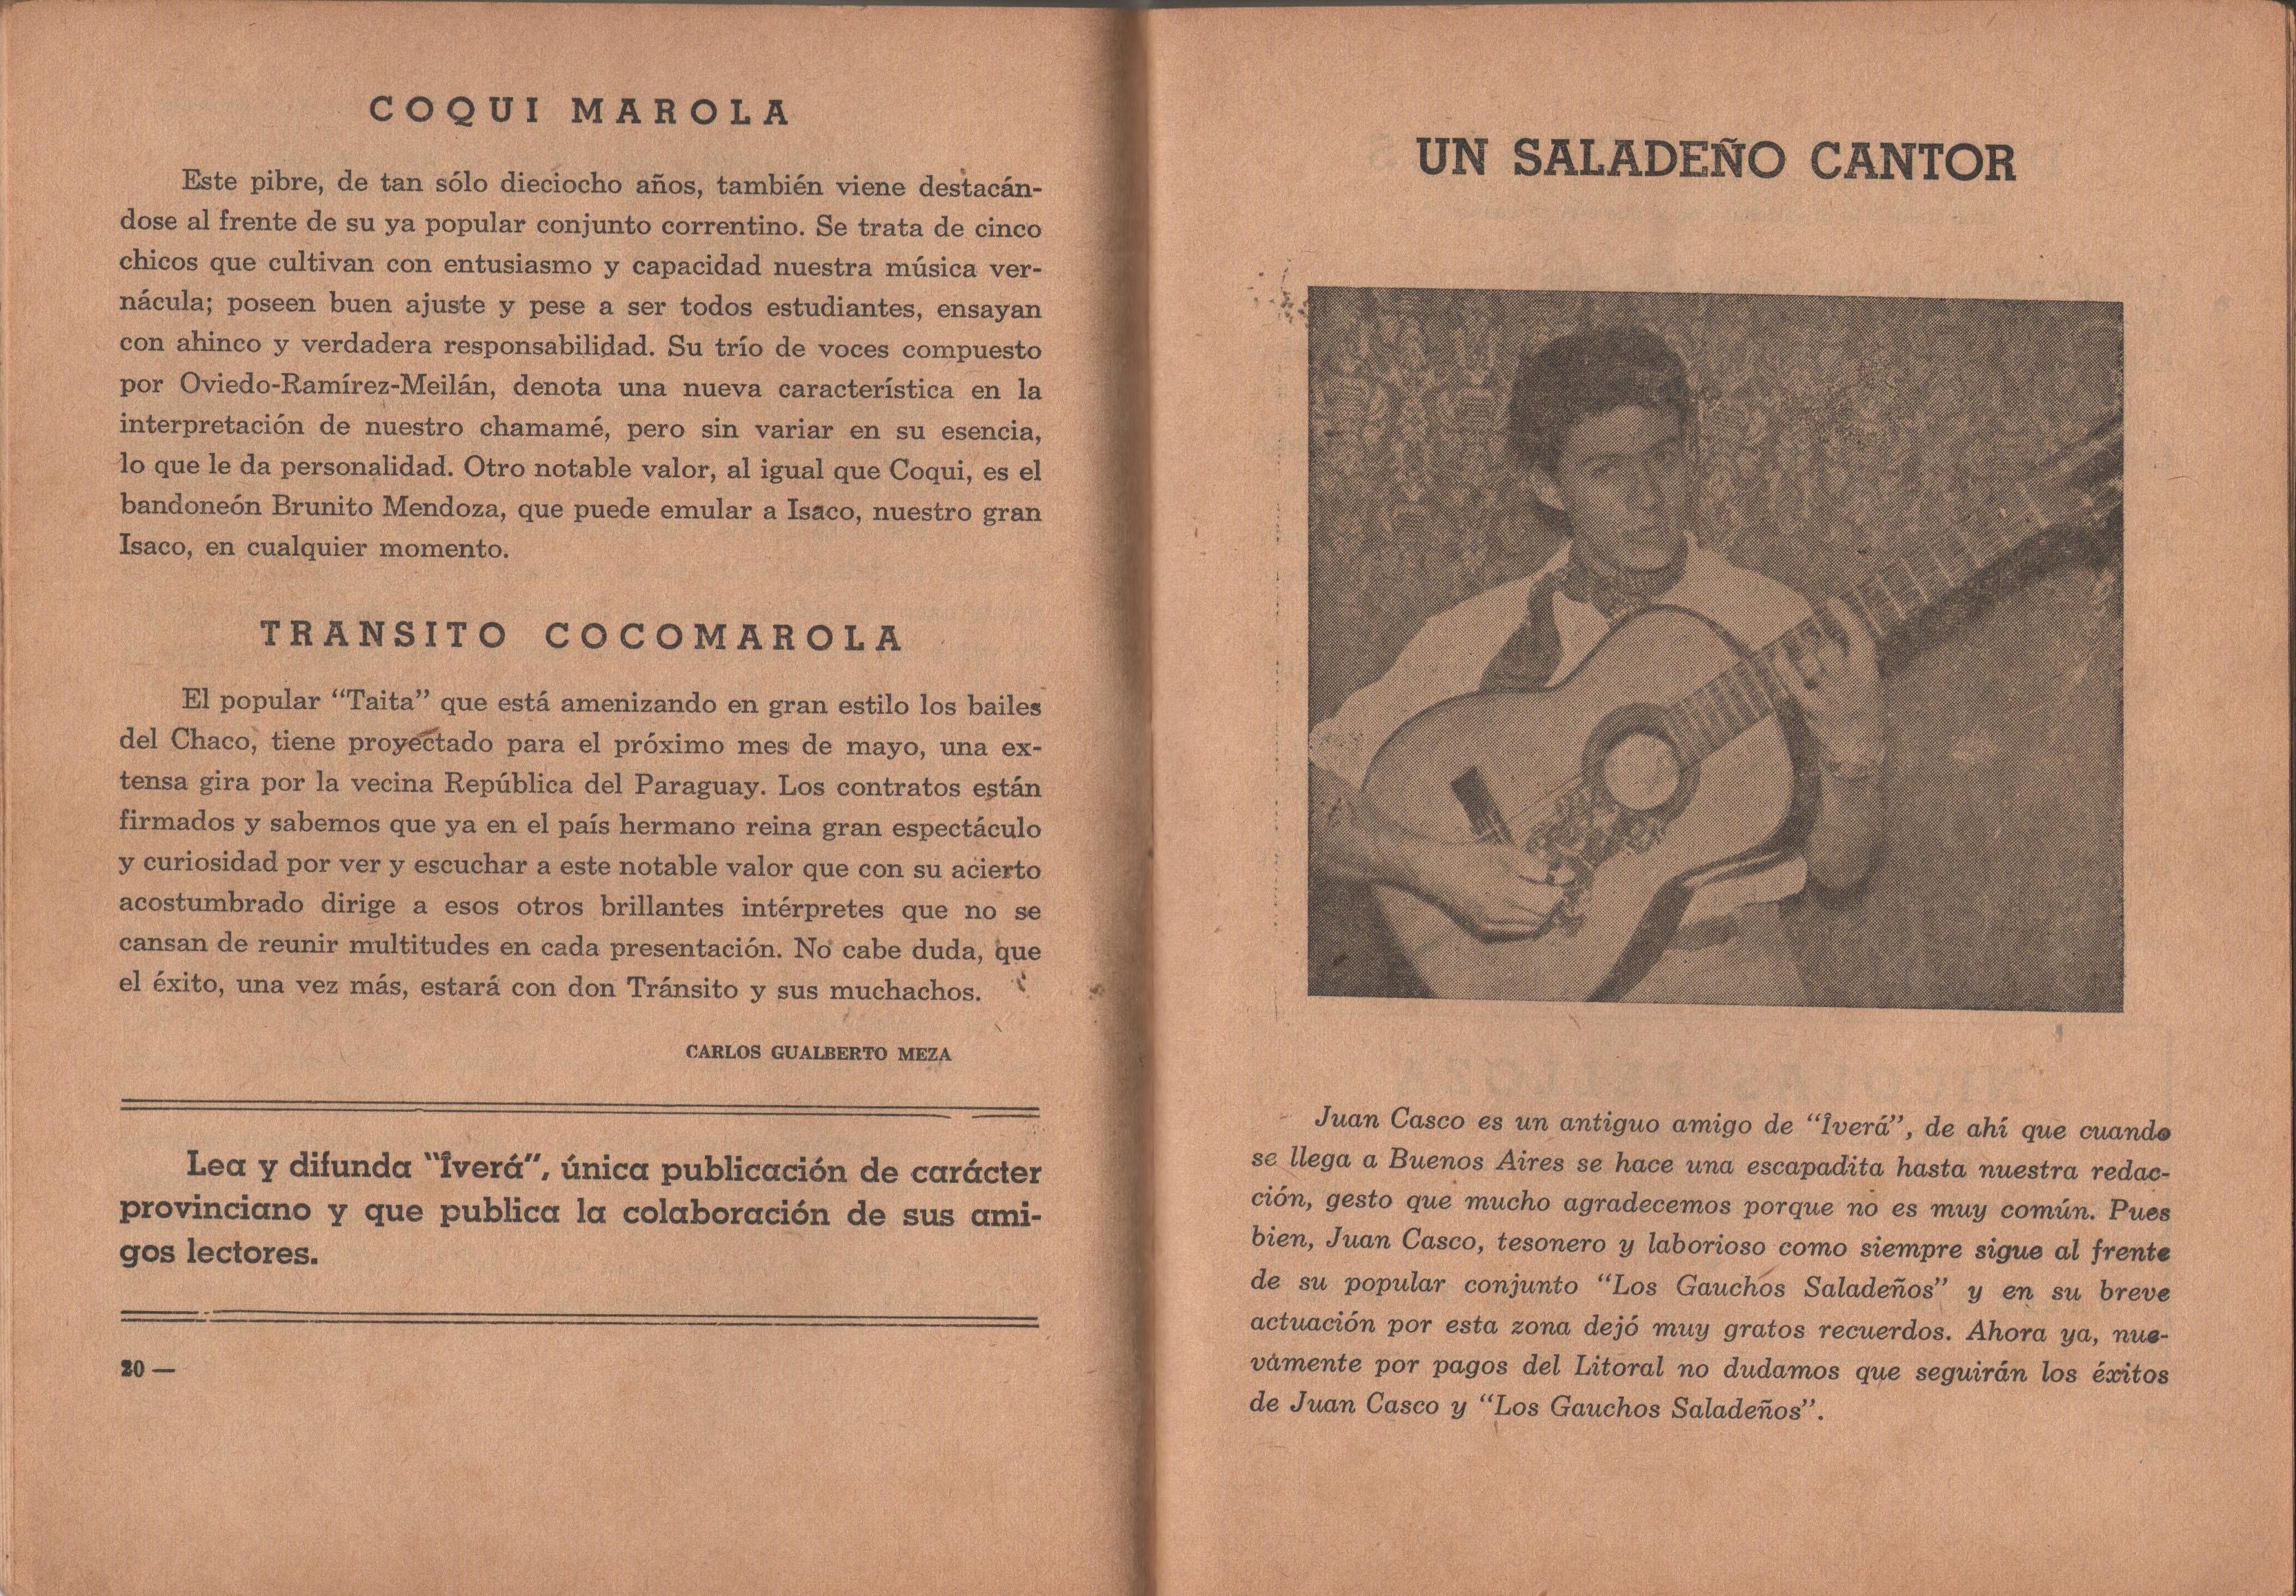 COQUI MAROLA
Este pibre, de tan sólo dieciocho años, también viene destacán-
dose al frente de su ya popular conjunto correntino. Se trata de cinco
chicos que cultivan con entusiasmo y capacidad nuestra música ver-
nácula; poseen buen ajuste y pese a ser todos estudiantes, ensayan
con ahinco y verdadera responsabilidad. Su trío de voces compuesto
por Oviedo-Ramírez-Meilán, denota una nueva característica en la
interpretación de nuestro chamamé, pero sin variar en su esencia,
lo que le da personalidad. Otro notable valor, al igual que Coqui, es el
bandoneón Brunito Mendoza, que puede emular a Isaco, nuestro gran
Isaco, en cualquier momento.
TRANSITO COCOMAROLA
El popular “Taita” que está amenizando en gran estilo los bailes
del Chaco, tiene proyectado para el próximo mes de mayo, una ex-
tensa gira por la vecina República del Paraguay. Los contratos están
firmados y sabemos que ya en el país hermano reina gran espectáculo
y curiosidad por ver y escuchar a este notable valor que con su acierto
acostumbrado dirige a esos otros brillantes intérpretes que no se
cansan de reunir multitudes en cada presentación. No cabe duda, que
el éxito, una vez más, estará con don Tránsito y sus muchachos.
CARLOS GUALBERTO MEZA
Lea y difunda “Îverá”, única publicación de carácter
provinciano y que publica la colaboración de sus ami-
gos lectores.
20 —
UN SALADEÑO CANTOR
Juan Casco es un antiguo amigo de “Îverá”, de ahí que cuando
se llega a Buenos Aires se hace una escapadita hasta nuestra redac-
ción, gesto que mucho agradecemos porque no es muy común. Pues
bien, Juan Casco, tesonero y laborioso como siempre sigue al frente
de su popular conjunto “Los Gauchos Saladeños” y en su breve
actuación por esta zona dejó muy gratos recuerdos. Ahora ya, nue-
vamente por pagos del Litoral no dudamos que seguirán los éxitos
de Juan Casco y “Los Gauchos Saladeños”.